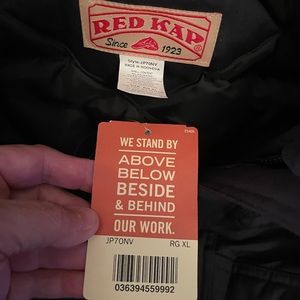 RED KAP
Since 1923
Style: JP70NV
MADE IN INDONESIA
WE STAND BY
ABOVE
BELOW
BESIDE
& BEHIND
OUR WORK.
JP70NV RG XL
036394559992